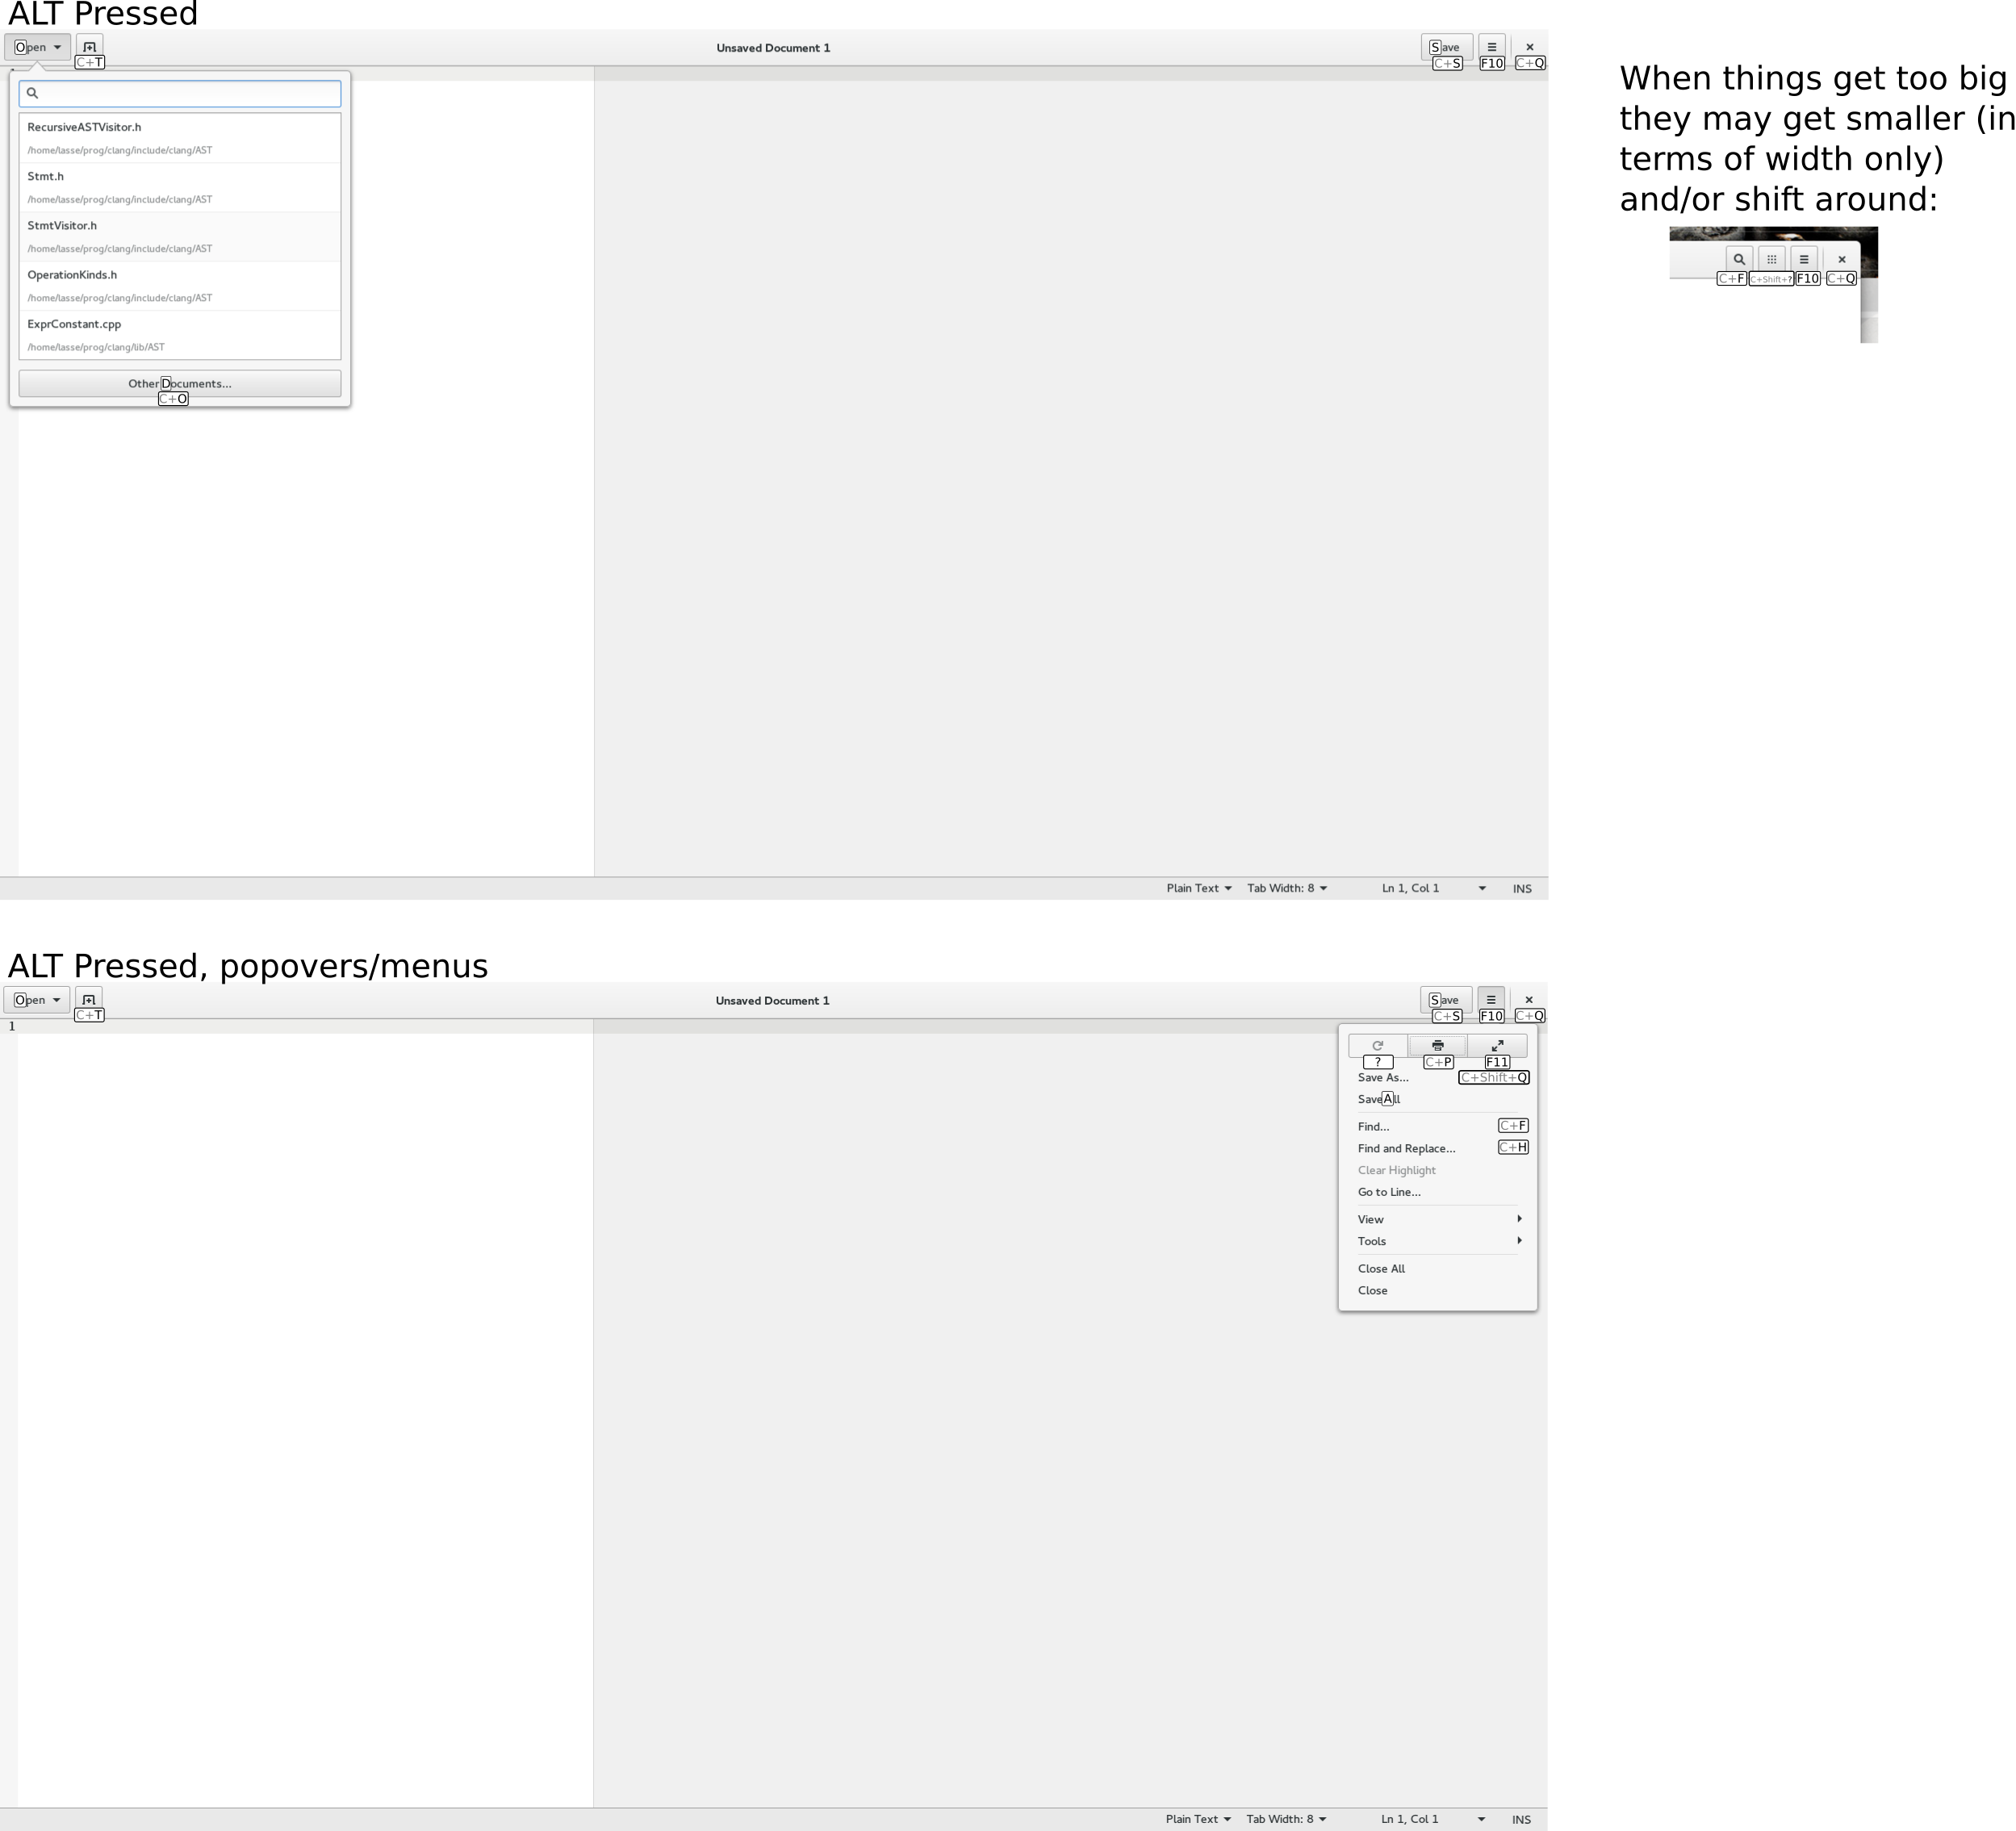 ALT Pressed
Open
C+T
Unsaved Document 1
Save
C+S
F10
C+Q
RecursiveASTVisitor.h
/home/lasse/prog/clang/include/clang/AST
Stmt.h
/home/lasse/prog/clang/include/clang/AST
StmtVisitor.h
/home/lasse/prog/clang/include/clang/AST
OperationKinds.h
/home/lasse/prog/clang/include/clang/AST
ExprConstant.cpp
/home/lasse/prog/clang/lib/AST
Other Documents...
C+O
Plain Text
Tab Width: 8
Ln 1, Col 1
INS
When things get too big
they may get smaller (in
terms of width only)
and/or shift around:
C+F
C+Shift+?
F10
C+Q
ALT Pressed, popovers/menus
Open
C+T
Unsaved Document 1
Save
C+S
F10
C+Q
1
?
C+P
F11
Save As...
C+Shift+Q
Save All
Find...
C+F
Find and Replace...
C+H
Clear Highlight
Go to Line...
View
Tools
Close All
Close
Plain Text
Tab Width: 8
Ln 1, Col 1
INS